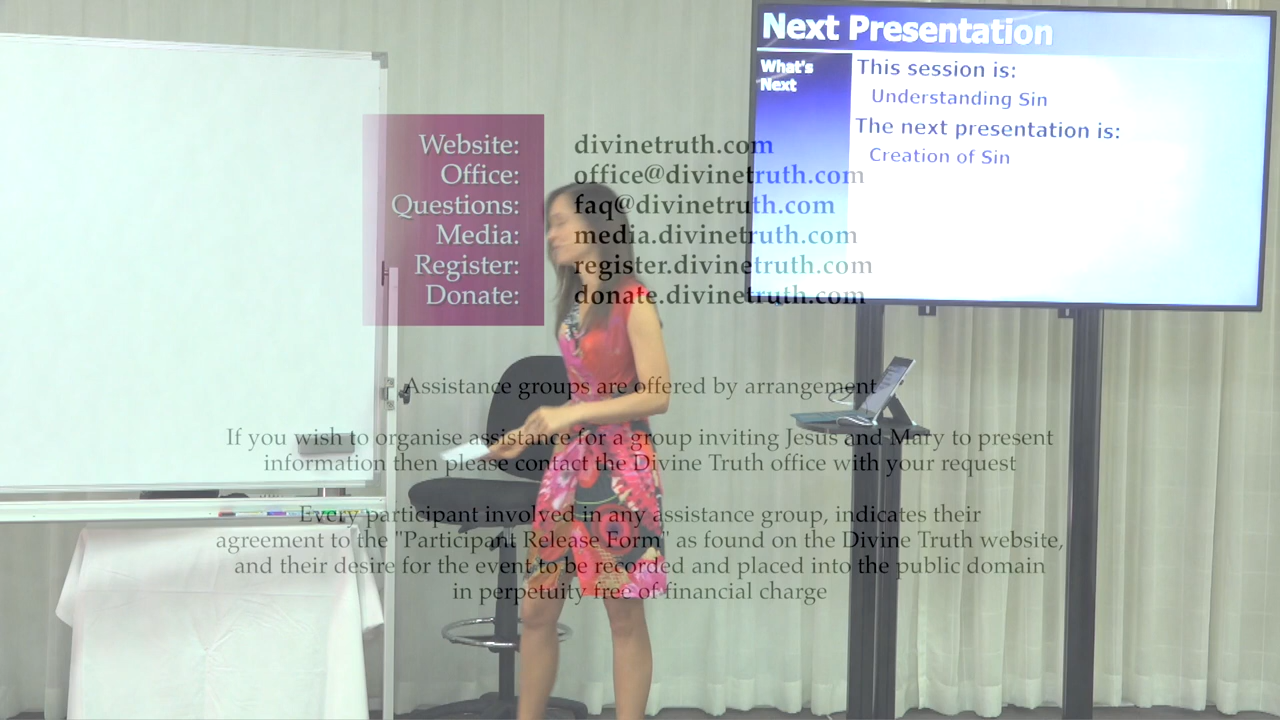 Next Presentation
What's
Next
This session is:
Understanding Sin
The next presentation is:
Creation of Sin
Website: divinetruth.com
Office: office@divinetruth.com
Questions: faq@divinetruth.com
Media: media.divinetruth.com
Register: register.divinetruth.com
Donate: donate.divinetruth.com
Assistance groups are offered by arrangement
If you wish to organise assistance for a group inviting Jesus and Mary to present
information then please contact the Divine Truth office with your request
Every participant involved in any assistance group, indicates their
agreement to the "Participant Release Form" as found on the Divine Truth website,
and their desire for the event to be recorded and placed into the public domain
in perpetuity free of financial charge